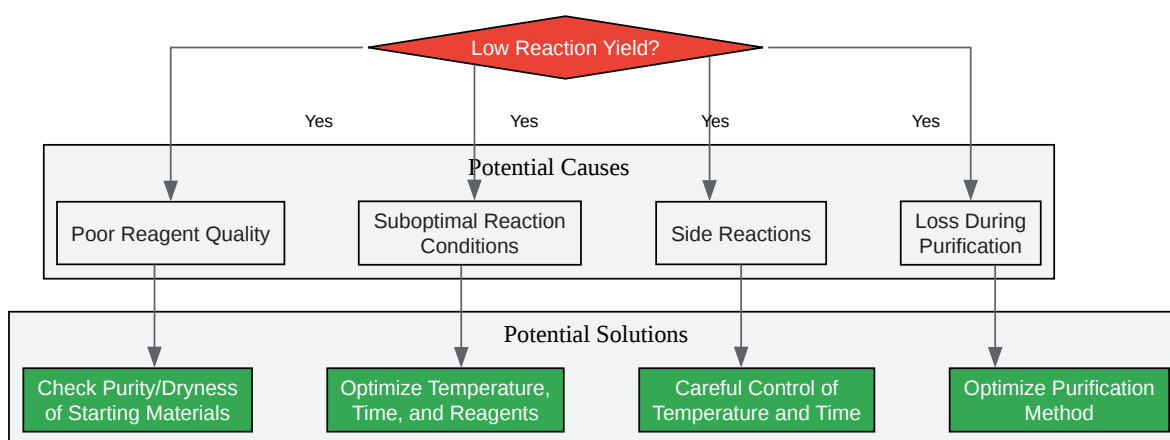 Low Reaction Yield?
Yes
Yes
Yes
Yes
Potential Causes
Poor Reagent Quality
Suboptimal Reaction
Conditions
Side Reactions
Loss During
Purification
Potential Solutions
Check Purity/Dryness
of Starting Materials
Optimize Temperature,
Time, and Reagents
Careful Control of
Temperature and Time
Optimize Purification
Method